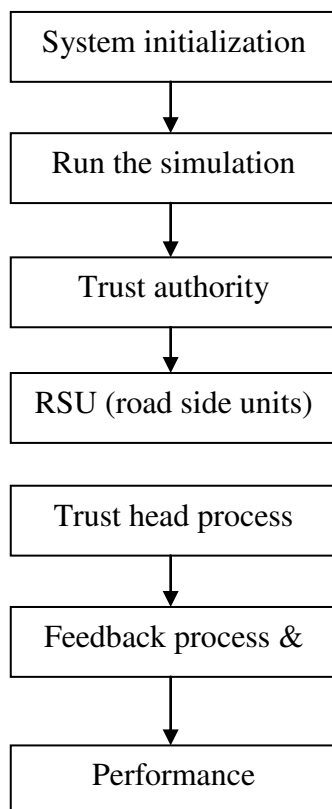 System initialization
Run the simulation
Trust authority
RSU (road side units)
Trust head process
Feedback process &
Performance